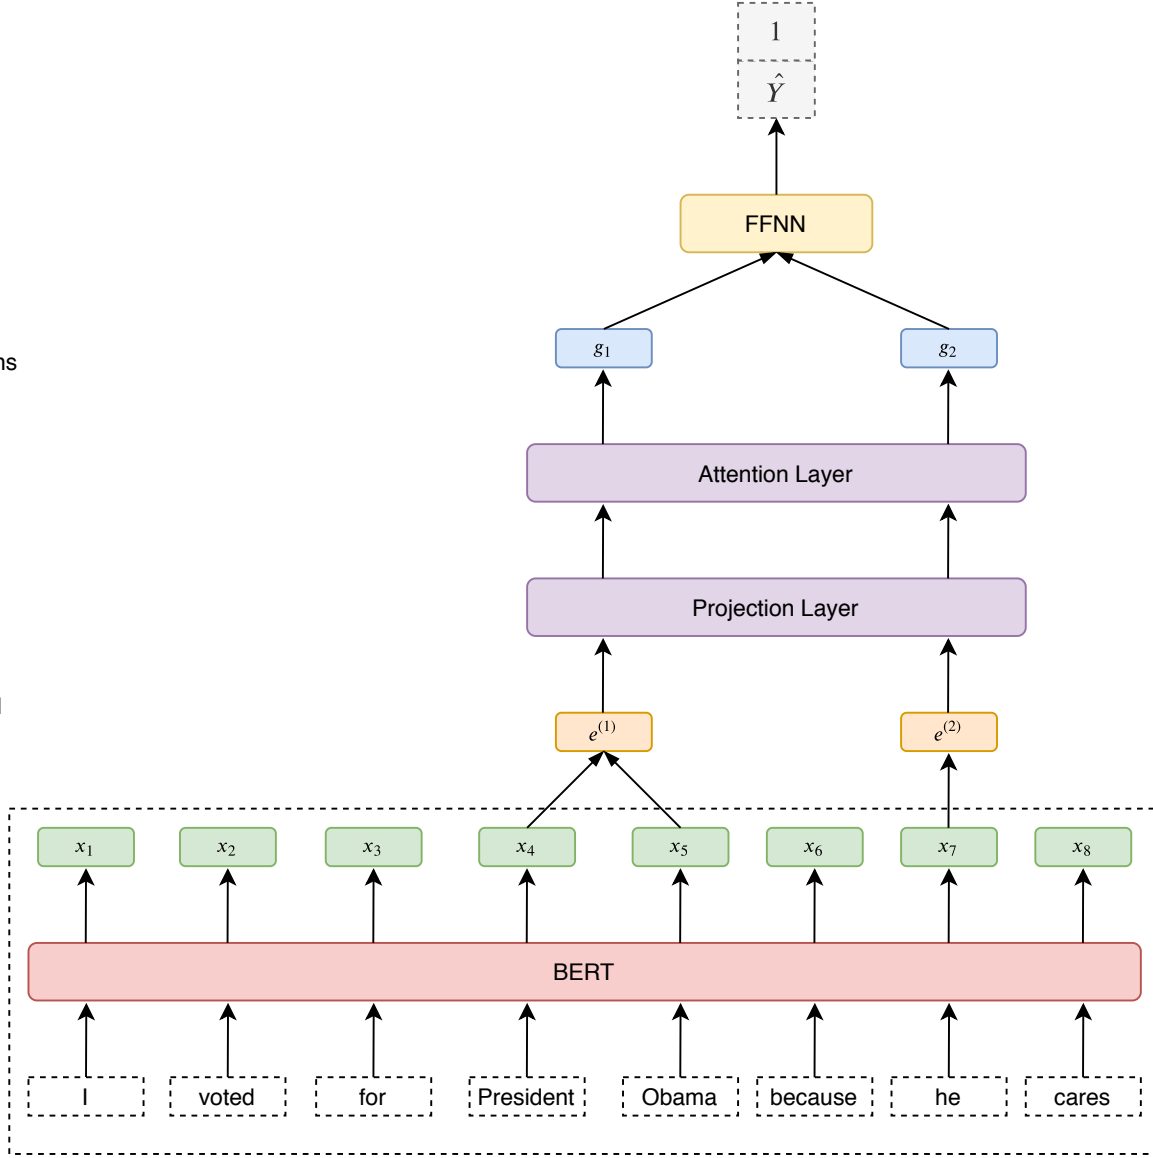 1
Ŷ
FFNN
g1 g2
ns
Attention Layer
Projection Layer
e(1) e(2)
x1 x2 x3 x4 x5 x6 x7 x8
BERT
I voted for President Obama because he cares